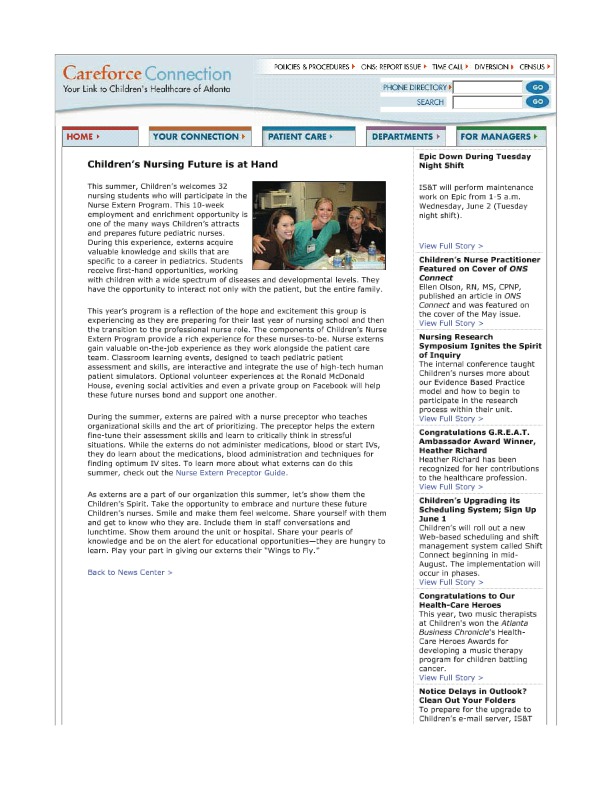 Careforce Connection
Your Link to Children's Healthcare of Atlanta
POLICIES & PROCEDURES ONS: REPORT ISSUE TIME CALL DIVERSION CENSUS
PHONE DIRECTORY GO
SEARCH GO
HOME YOUR CONNECTION PATIENT CARE DEPARTMENTS FOR MANAGERS
Children's Nursing Future is at Hand
This summer, Children's welcomes 32
nursing students who will participate in the
Nurse Extern Program. This 10-week
employment and enrichment opportunity is
one of the many ways Children's attracts
and prepares future pediatric nurses.
During this experience, externs acquire
valuable knowledge and skills that are
specific to a career in pediatrics. Students
receive first-hand opportunities, working
with children with a wide spectrum of diseases and developmental levels. They
have the opportunity to interact not only with the patient, but the entire family.
This year's program is a reflection of the hope and excitement this group is
experiencing as they are preparing for their last year of nursing school and then
the transition to the professional nurse role. The components of Children's Nurse
Extern Program provide a rich experience for these nurses-to-be. Nurse externs
gain valuable on-the-job experience as they work alongside the patient care
team. Classroom learning events, designed to teach pediatric patient
assessment and skills, are interactive and integrate the use of high-tech human
patient simulators. Optional volunteer experiences at the Ronald McDonald
House, evening social activities and even a private group on Facebook will help
these future nurses bond and support one another.
During the summer, externs are paired with a nurse preceptor who teaches
organizational skills and the art of prioritizing. The preceptor helps the extern
fine-tune their assessment skills and learn to critically think in stressful
situations. While the externs do not administer medications, blood or start IVs,
they do learn about the medications, blood administration and techniques for
finding optimum IV sites. To learn more about what externs can do this
summer, check out the Nurse Extern Preceptor Guide.
As externs are a part of our organization this summer, let's show them the
Children's Spirit. Take the opportunity to embrace and nurture these future
Children's nurses. Smile and make them feel welcome. Share yourself with them
and get to know who they are. Include them in staff conversations and
lunchtime. Show them around the unit or hospital. Share your pearls of
knowledge and be on the alert for educational opportunities—they are hungry to
learn. Play your part in giving our externs their "Wings to Fly."
Back to News Center >
Epic Down During Tuesday
Night Shift
IS&T will perform maintenance
work on Epic from 1-5 a.m.
Wednesday, June 2 (Tuesday
night shift).
View Full Story >
Children's Nurse Practitioner
Featured on Cover of ONS
Connect
Ellen Olson, RN, MS, CPNP,
published an article in ONS
Connect and was featured on
the cover of the May issue.
View Full Story >
Nursing Research
Symposium Ignites the Spirit
of Inquiry
The internal conference taught
Children's nurses more about
our Evidence Based Practice
model and how to begin to
participate in the research
process within their unit.
View Full Story >
Congratulations G.R.E.A.T.
Ambassador Award Winner,
Heather Richard
Heather Richard has been
recognized for her contributions
to the healthcare profession.
View Full Story >
Children's Upgrading its
Scheduling System; Sign Up
June 1
Children's will roll out a new
Web-based scheduling and shift
management system called Shift
Connect beginning in mid-
August. The implementation will
occur in phases.
View Full Story >
Congratulations to Our
Health-Care Heroes
This year, two music therapists
at Children's won the Atlanta
Business Chronicle's Health-
Care Heroes Awards for
developing a music therapy
program for children battling
cancer.
View Full Story >
Notice Delays in Outlook?
Clean Out Your Folders
To prepare for the upgrade to
Children's e-mail server, IS&T